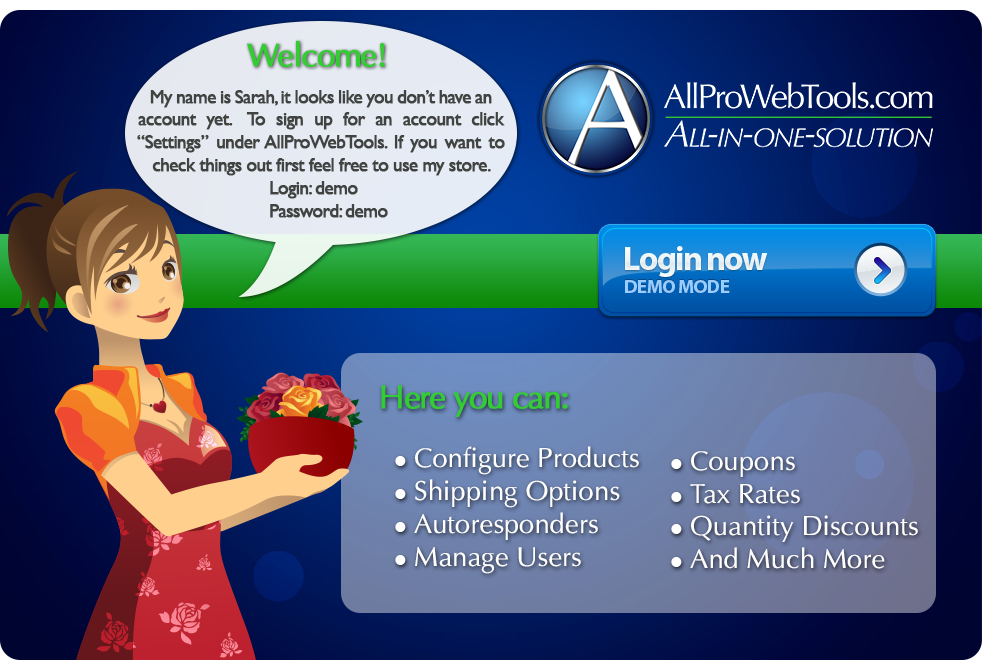 Welcome!
My name is Sarah, it looks like you don't have an
account yet. To sign up for an account click
"Settings" under AllProWebTools. If you want to
check things out first feel free to use my store.
Login: demo
Password: demo
A
AllProWebTools.com
ALL-IN-ONE-SOLUTION
Login now
DEMO MODE
Here you can:
• Configure Products
• Shipping Options
• Autoresponders
• Manage Users
• Coupons
• Tax Rates
• Quantity Discounts
• And Much More